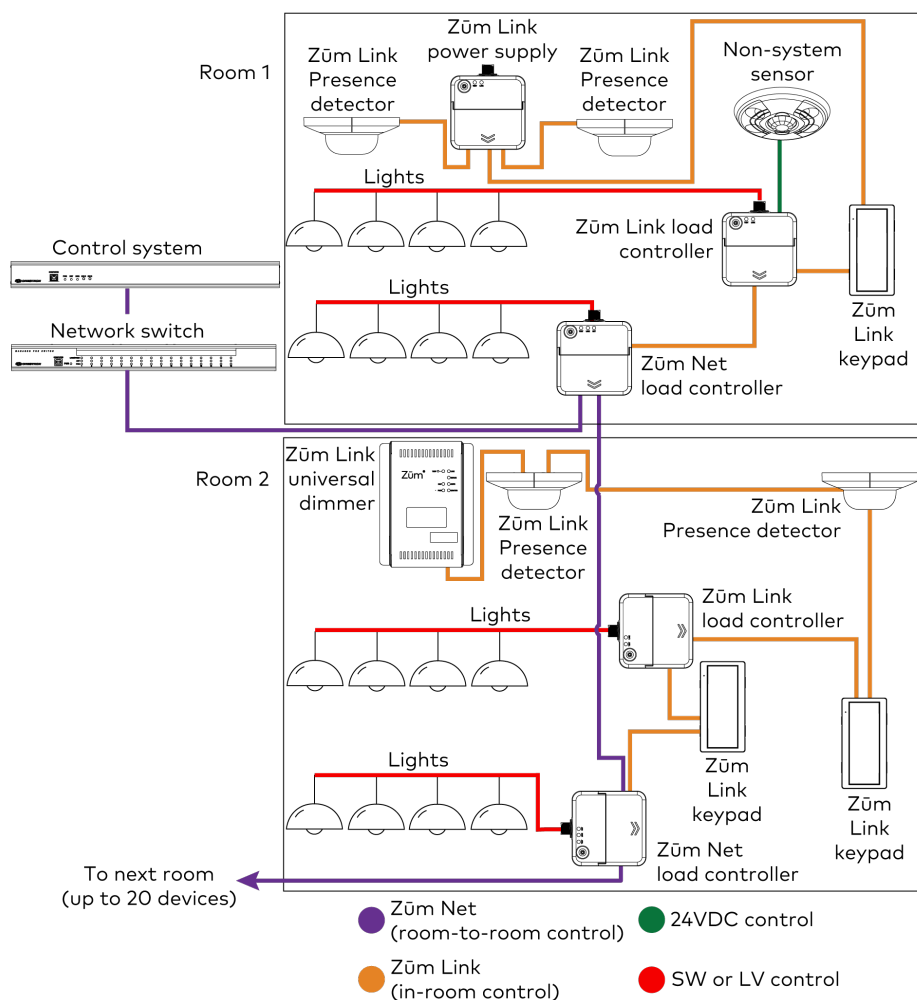 Room 1
Zūm Link
Presence
detector
Zūm Link
power supply
Zūm Link
Presence
detector
Non-system
sensor
Lights
Zūm Link load
controller
Control system
Lights
Network switch
Zūm
Link
keypad
Zūm Net
load controller
Room 2
Zūm Link
universal
dimmer
Zūm
Zūm Link
Presence
detector
Zūm Link
Presence detector
Lights
Zūm Link
load controller
Lights
Zūm
Link
keypad
Zūm
Link
keypad
Zūm Net
load controller
To next room
(up to 20 devices)
Zūm Net
(room-to-room control)
24VDC control
Zūm Link
(in-room control)
SW or LV control